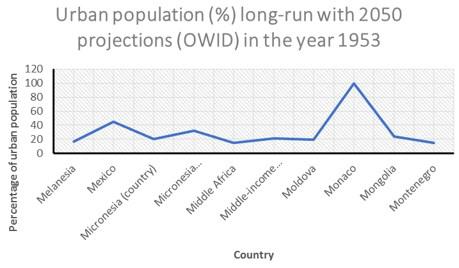 Urban population (%) long-run with 2050
projections (OWID) in the year 1953
Percentage of urban population
120
100
80
60
40
20
0
Melanesia
Mexico
Micronesia (country)
Micronesia...
Middle Africa
Middle-income...
Moldova
Monaco
Mongolia
Montenegro
Country